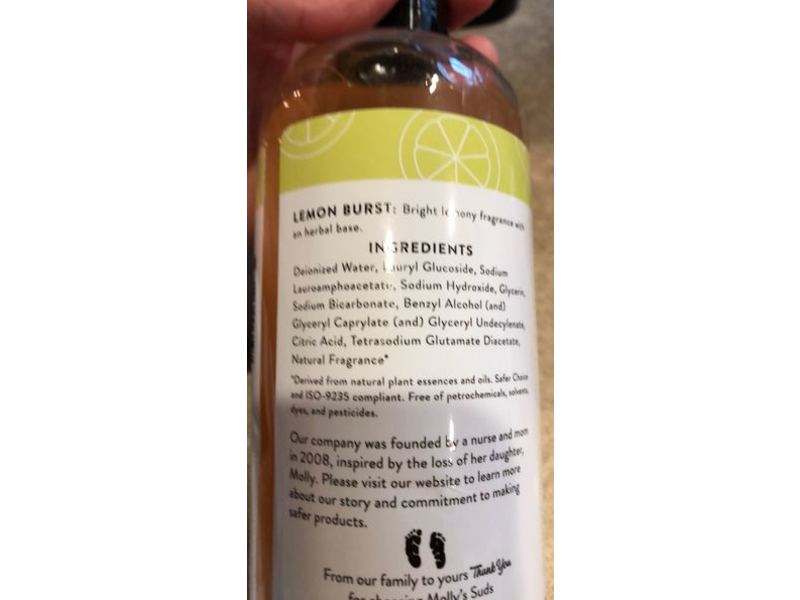 LEMON BURST: Bright lemony fragrance with
an herbal base.
INGREDIENTS
Deionized Water, Lauryl Glucoside, Sodium
Lauroamphoacetate, Sodium Hydroxide, Glycerin,
Sodium Bicarbonate, Benzyl Alcohol (and)
Glyceryl Caprylate (and) Glyceryl Undecylenate,
Citric Acid, Tetrasodium Glutamate Diacetate,
Natural Fragrance*
*Derived from natural plant essences and oils. Safer Choice
and ISO-9235 compliant. Free of petrochemicals, solvents,
dyes, and pesticides.
Our company was founded by a nurse and mom
in 2008, inspired by the loss of her daughter,
Molly. Please visit our website to learn more
about our story and commitment to making
safer products.
From our family to yours Thank You
for choosing Molly's Suds